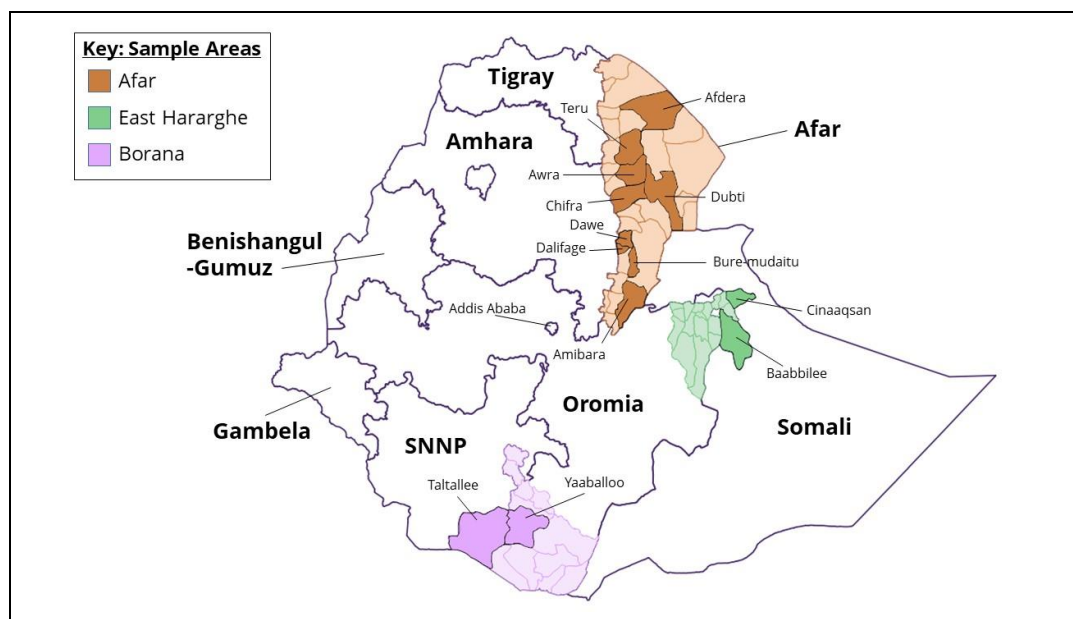 Key: Sample Areas
Afar
East Hararghe
Borana
Tigray
Afdera
Teru
Afar
Amhara
Awra
Chifra
Dubti
Dawe
Benishangul
-Gumuz
Dalifage
Bure-mudaitu
Addis Ababa
Cinaaqsan
Amibara
Baabbilee
Oromia
Gambela
Somali
SNNP
Taltallee
Yaaballoo